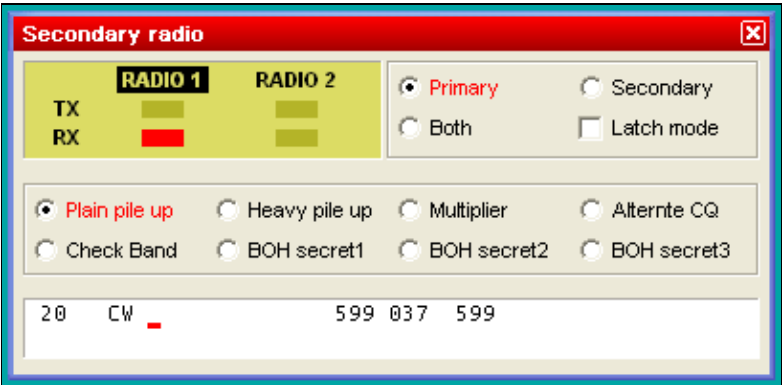 Secondary radio
RADIO 1 RADIO 2
TX
RX
Primary Secondary
Both Latch mode
Plain pile up Heavy pile up Multiplier Alternte CQ
Check Band BOH secret1 BOH secret2 BOH secret3
20 CW _ 599 037 599